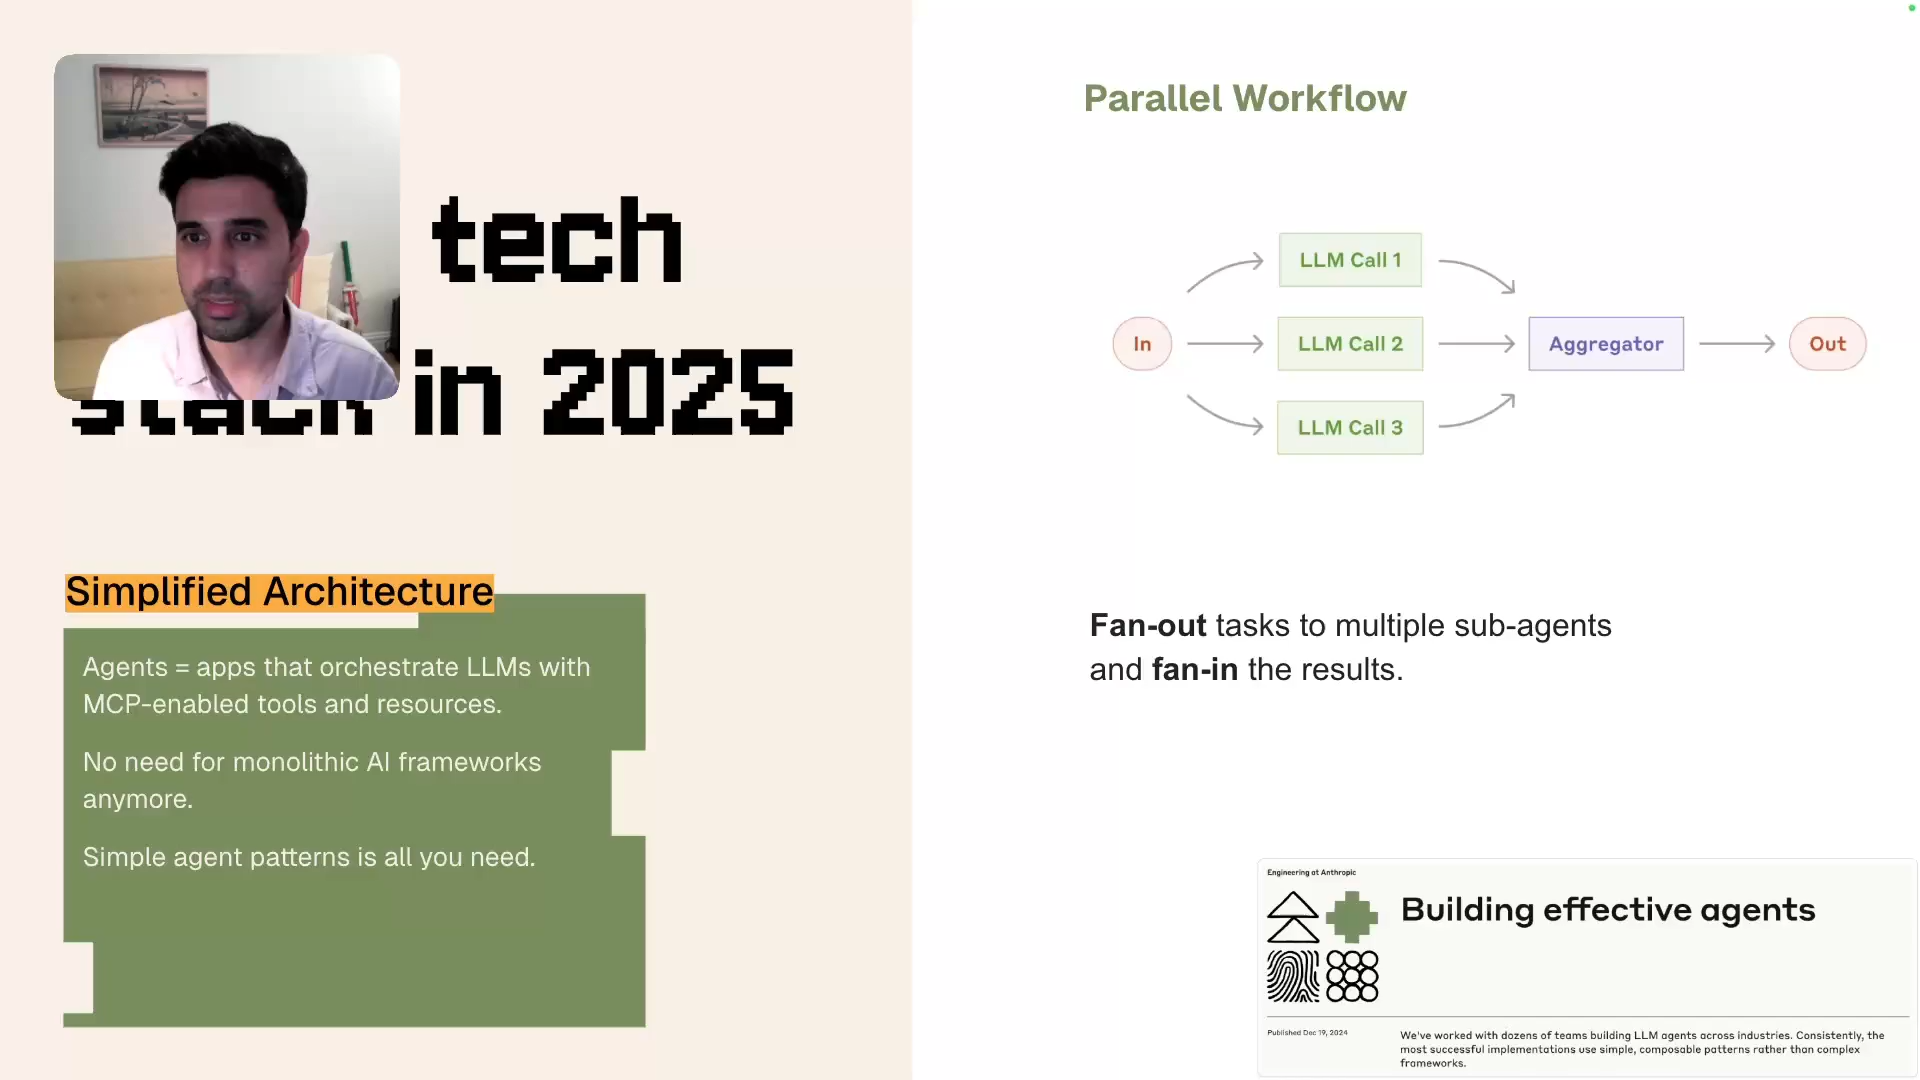 tech
stack in 2025
Simplified Architecture
Agents = apps that orchestrate LLMs with
MCP-enabled tools and resources.
No need for monolithic AI frameworks
anymore.
Simple agent patterns is all you need.
Parallel Workflow
In
LLM Call 1
LLM Call 2
LLM Call 3
Aggregator
Out
Fan-out tasks to multiple sub-agents
and fan-in the results.
Engineering at Anthropic
Building effective agents
Published Dec 19, 2024
We've worked with dozens of teams building LLM agents across industries. Consistently, the
most successful implementations use simple, composable patterns rather than complex
frameworks.